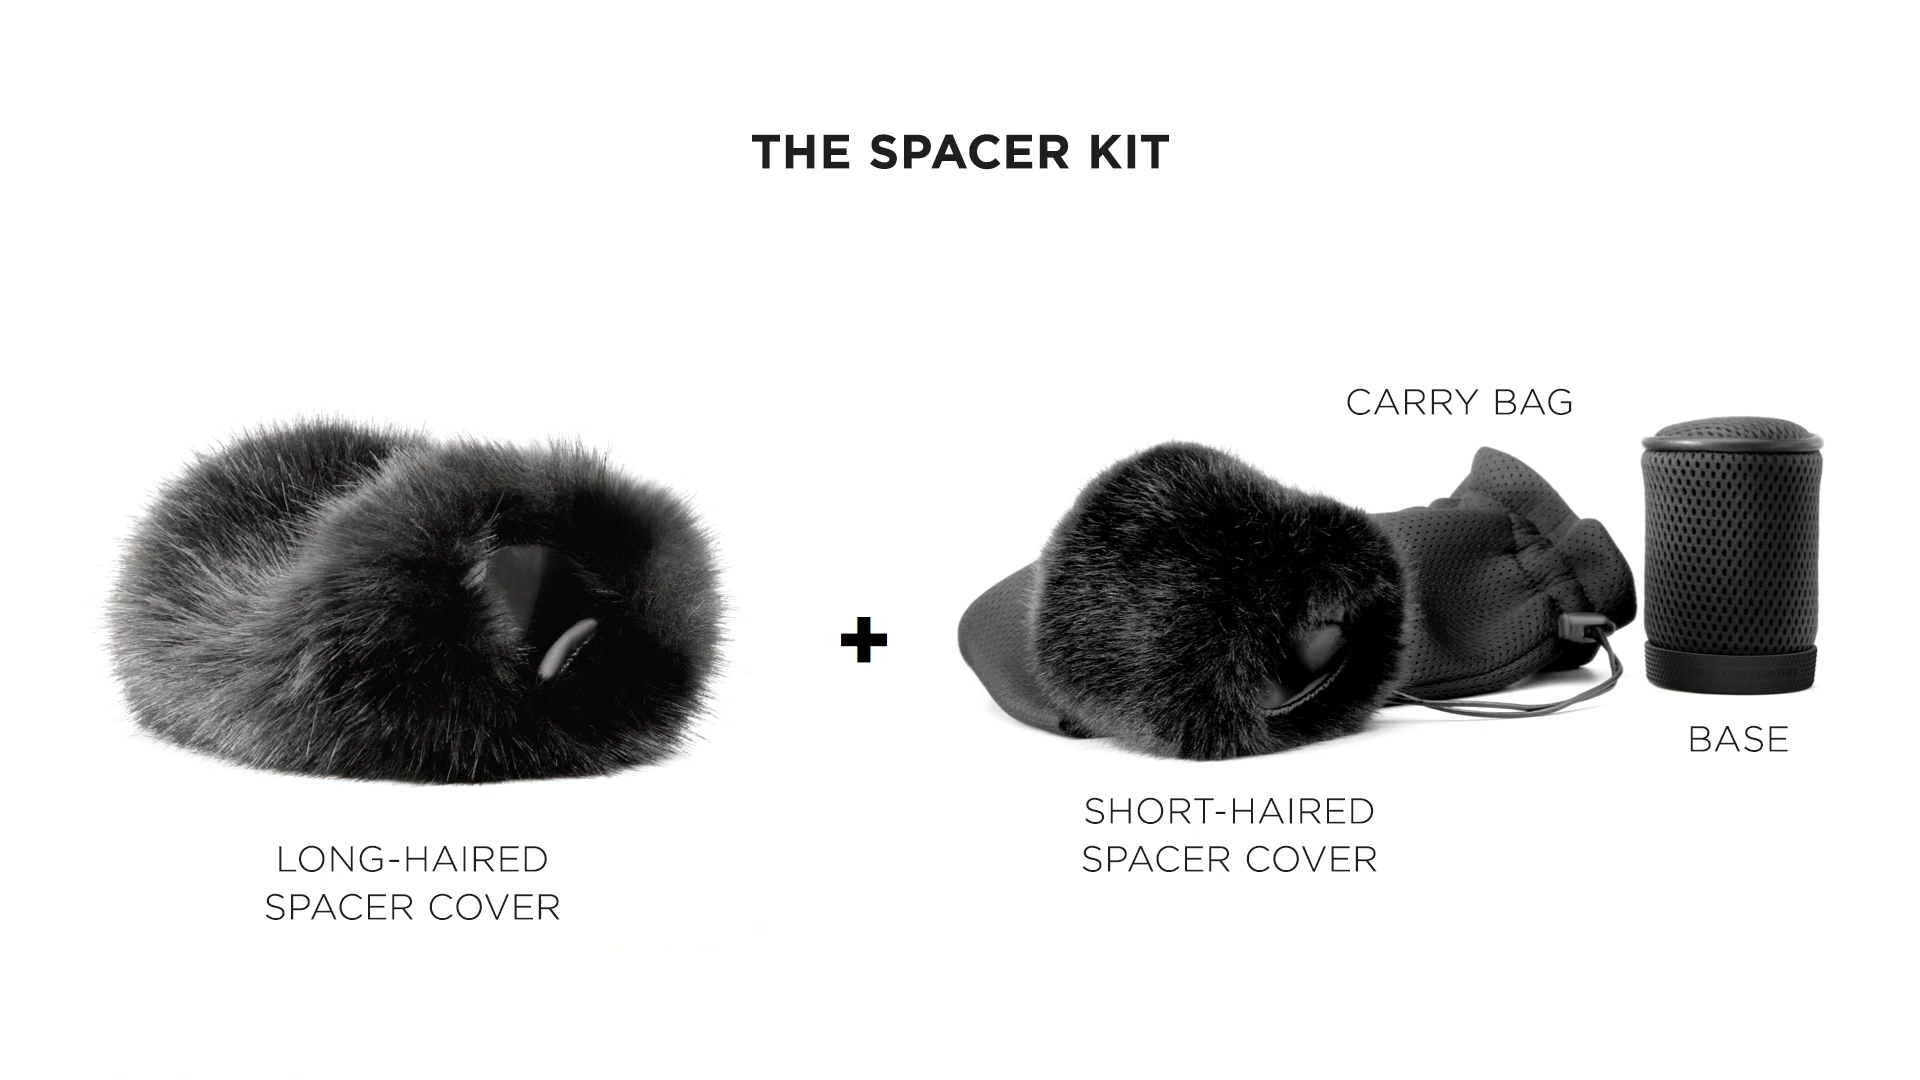 THE SPACER KIT
CARRY BAG
BASE
SHORT-HAIRED
SPACER COVER
LONG-HAIRED
SPACER COVER